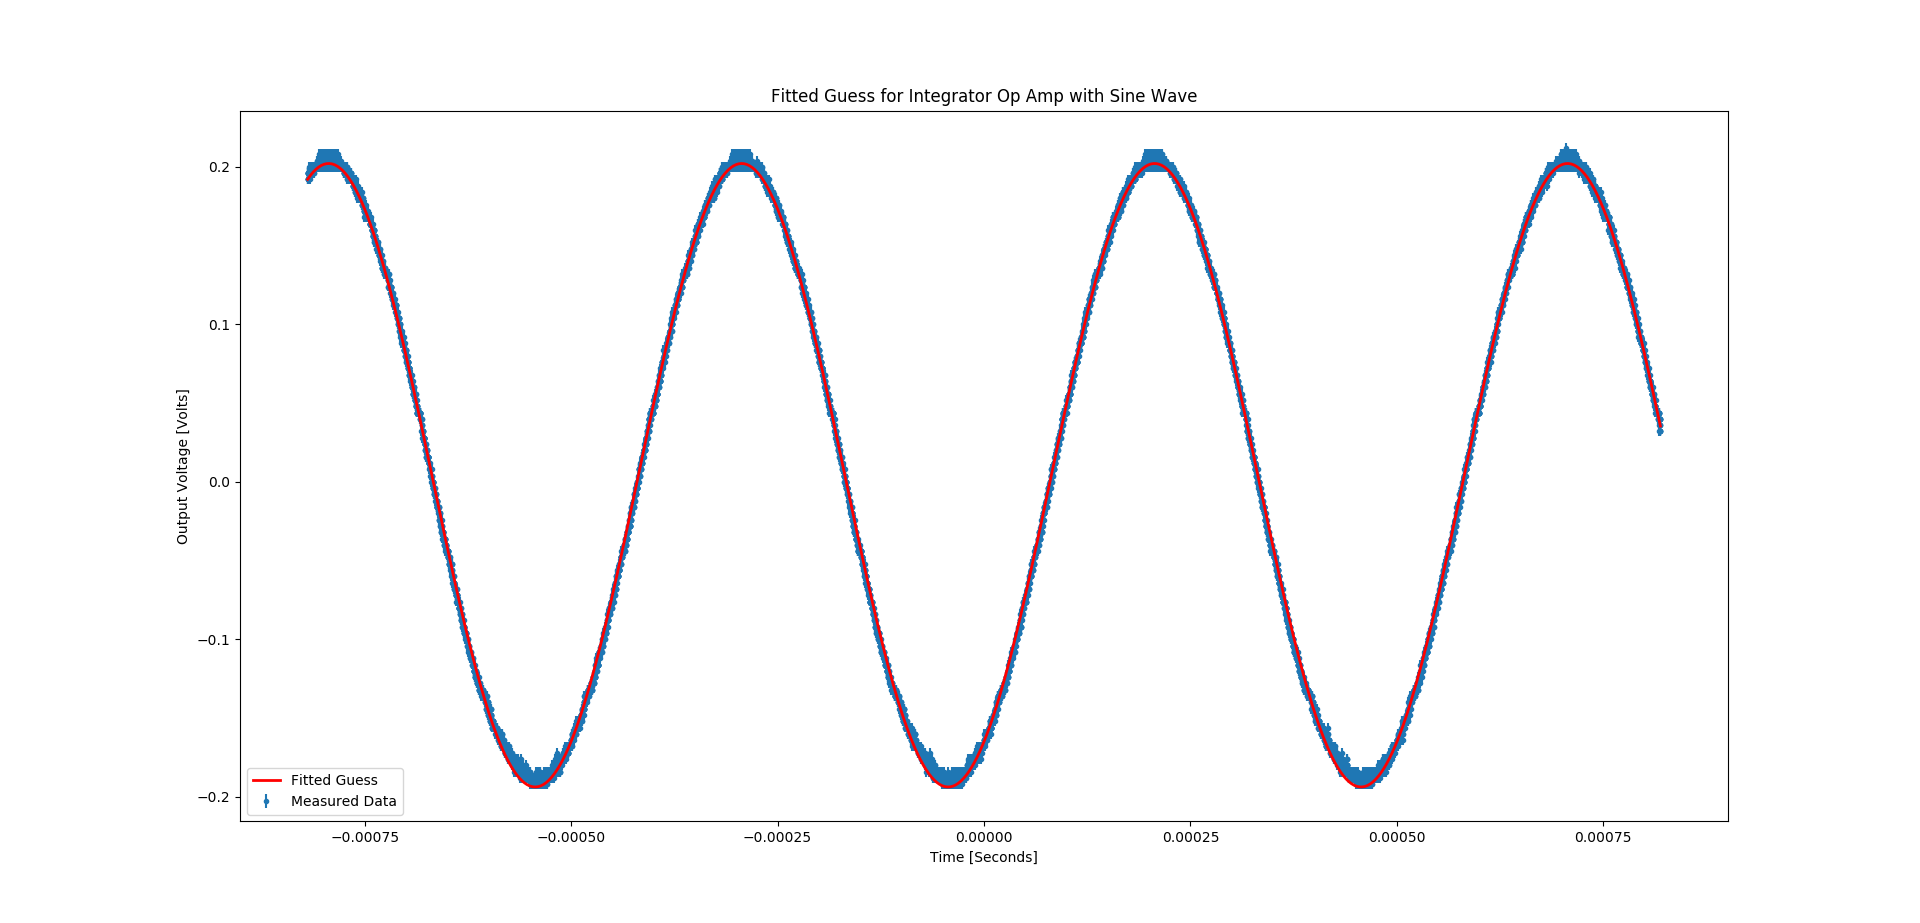 Fitted Guess for Integrator Op Amp with Sine Wave
Output Voltage [Volts]
0.2
0.1
0.0
−0.1
−0.2
Fitted Guess
Measured Data
−0.00075 −0.00050 −0.00025 0.00000 0.00025 0.00050 0.00075
Time [Seconds]